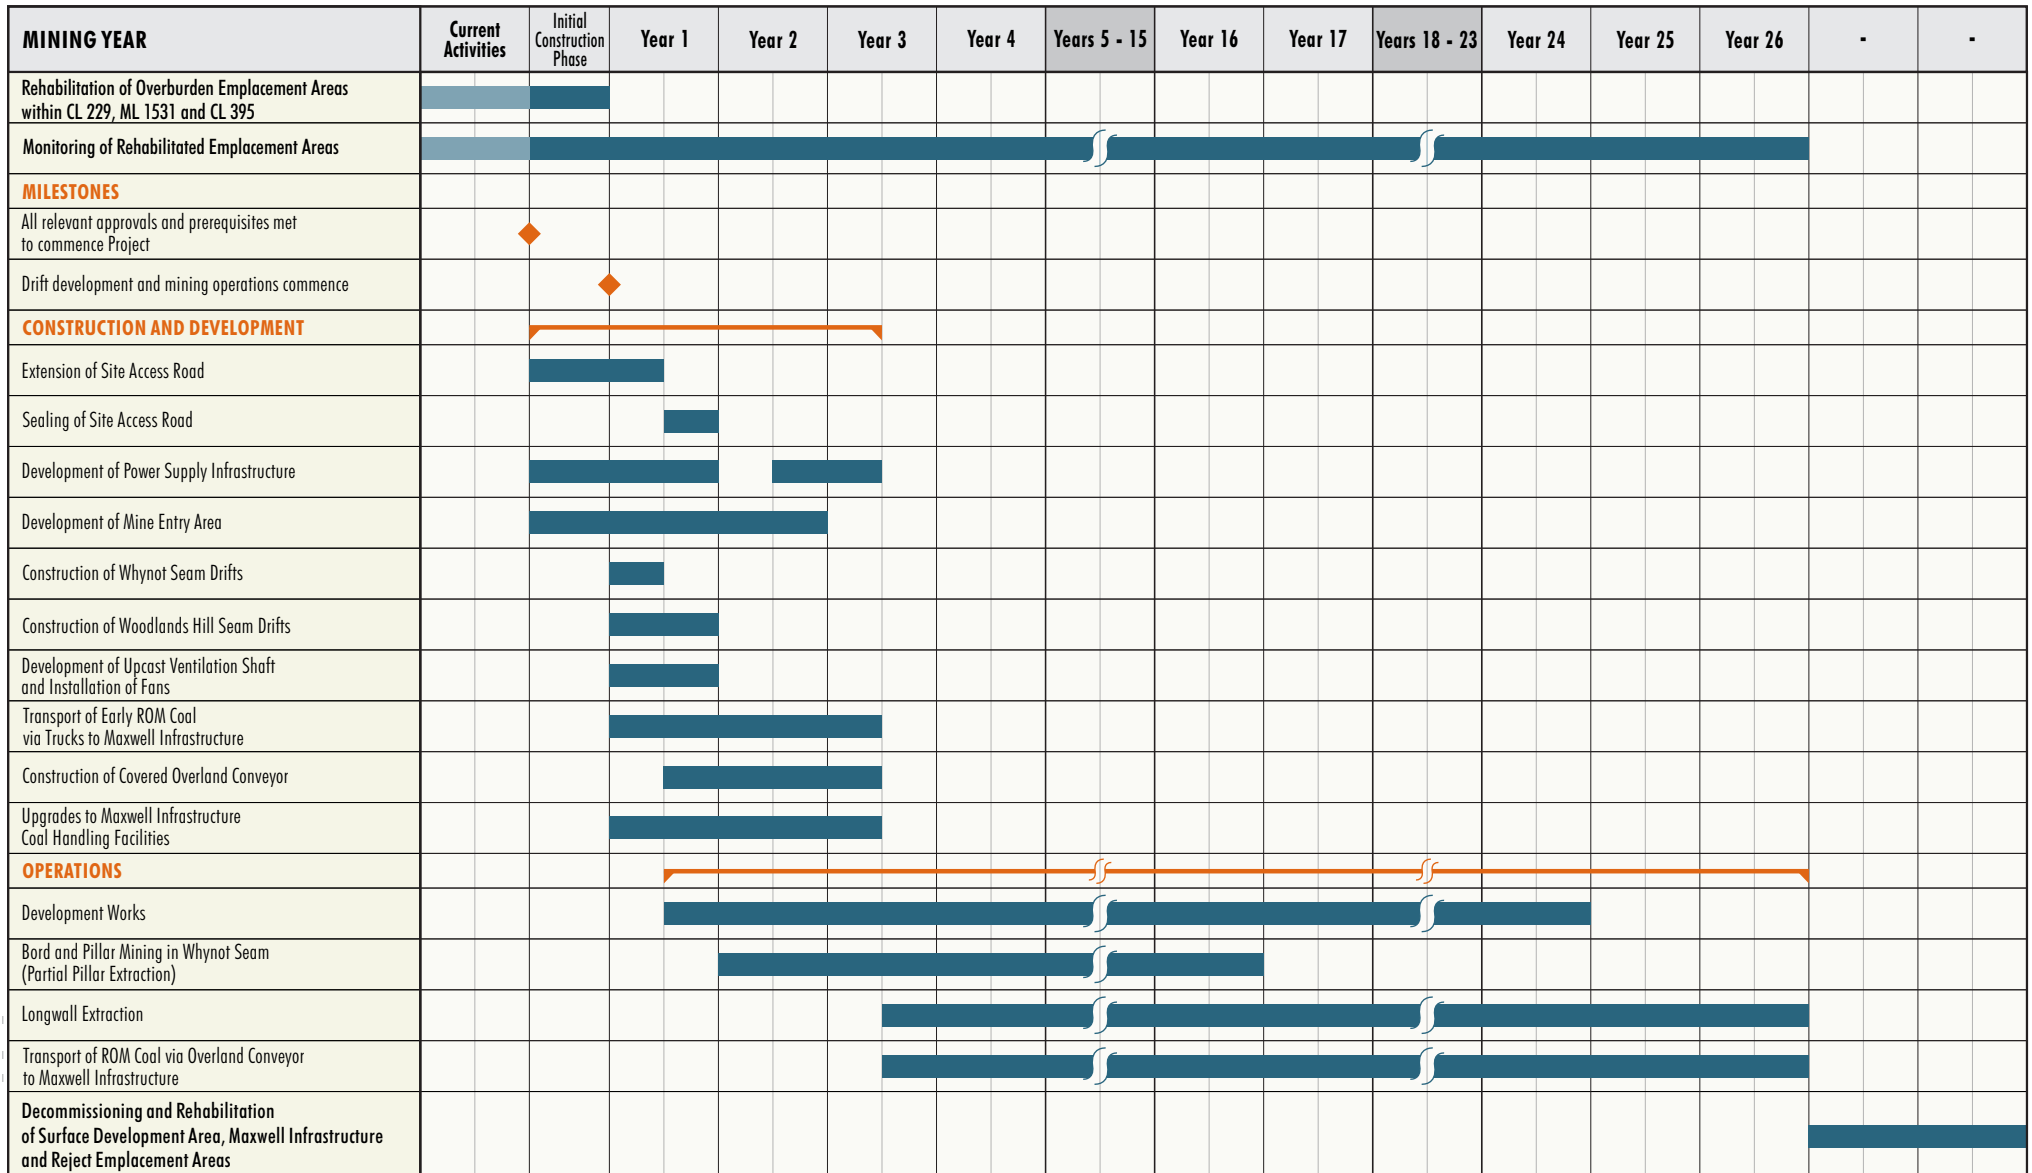 MINING YEAR
Current
Activities
Initial
Construction
Phase
Year 1
Year 2
Year 3
Year 4
Years 5 - 15
Year 16
Year 17
Years 18 - 23
Year 24
Year 25
Year 26
-
-
Rehabilitation of Overburden Emplacement Areas
within CL 229, ML 1531 and CL 395
Monitoring of Rehabilitated Emplacement Areas
MILESTONES
All relevant approvals and prerequisites met
to commence Project
Drift development and mining operations commence
CONSTRUCTION AND DEVELOPMENT
Extension of Site Access Road
Sealing of Site Access Road
Development of Power Supply Infrastructure
Development of Mine Entry Area
Construction of Whynot Seam Drifts
Construction of Woodlands Hill Seam Drifts
Development of Upcast Ventilation Shaft
and Installation of Fans
Transport of Early ROM Coal
via Trucks to Maxwell Infrastructure
Construction of Covered Overland Conveyor
Upgrades to Maxwell Infrastructure
Coal Handling Facilities
OPERATIONS
Development Works
Bord and Pillar Mining in Whynot Seam
(Partial Pillar Extraction)
Longwall Extraction
Transport of ROM Coal via Overland Conveyor
to Maxwell Infrastructure
Decommissioning and Rehabilitation
of Surface Development Area, Maxwell Infrastructure
and Reject Emplacement Areas